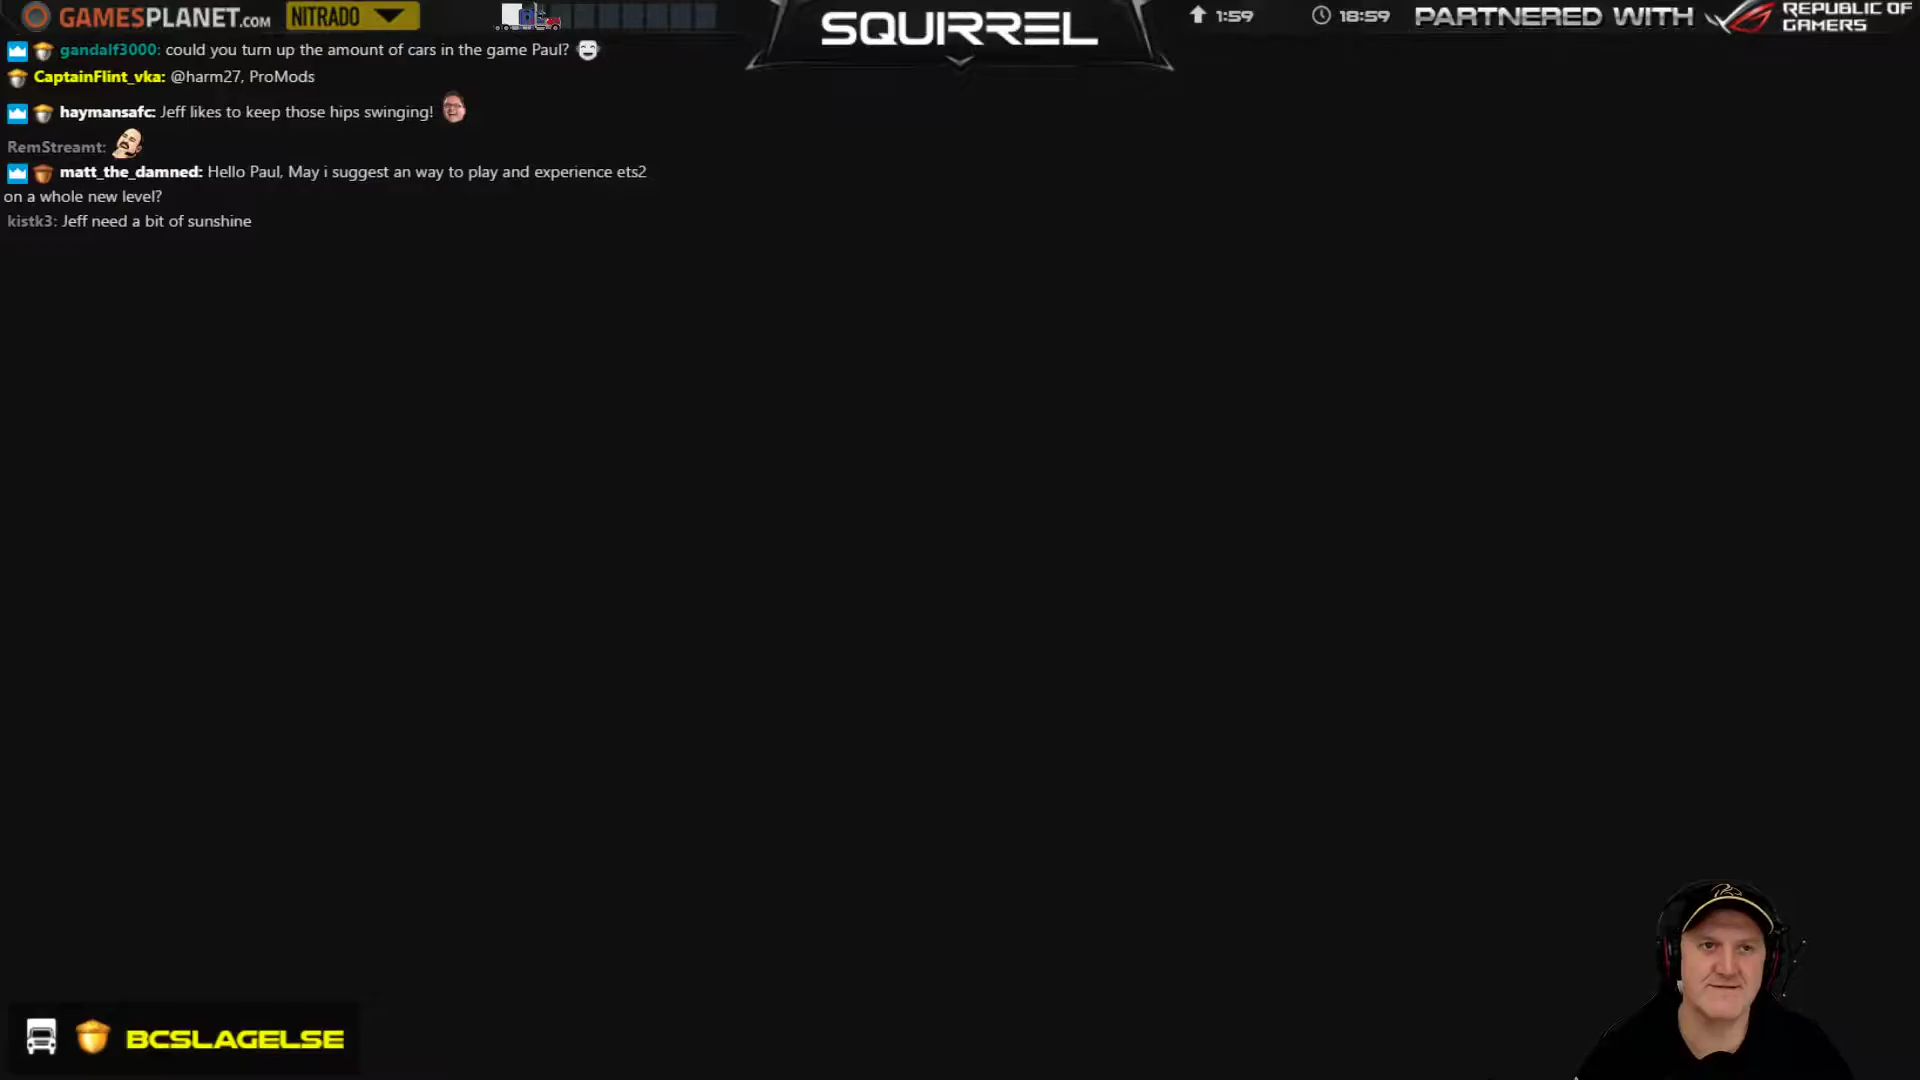 GAMESPLANET.COM
NITRADO
SQUIRREL
1:59
18:59
PARTNERED WITH
REPUBLIC OF
GAMERS
gandalf3000: could you turn up the amount of cars in the game Paul?
CaptainFlint_vka: @harm27, ProMods
haymansafc: Jeff likes to keep those hips swinging!
RemStreamt:
matt_the_damned: Hello Paul, May i suggest an way to play and experience ets2
on a whole new level?
kistk3: Jeff need a bit of sunshine
BCSLAGELSE